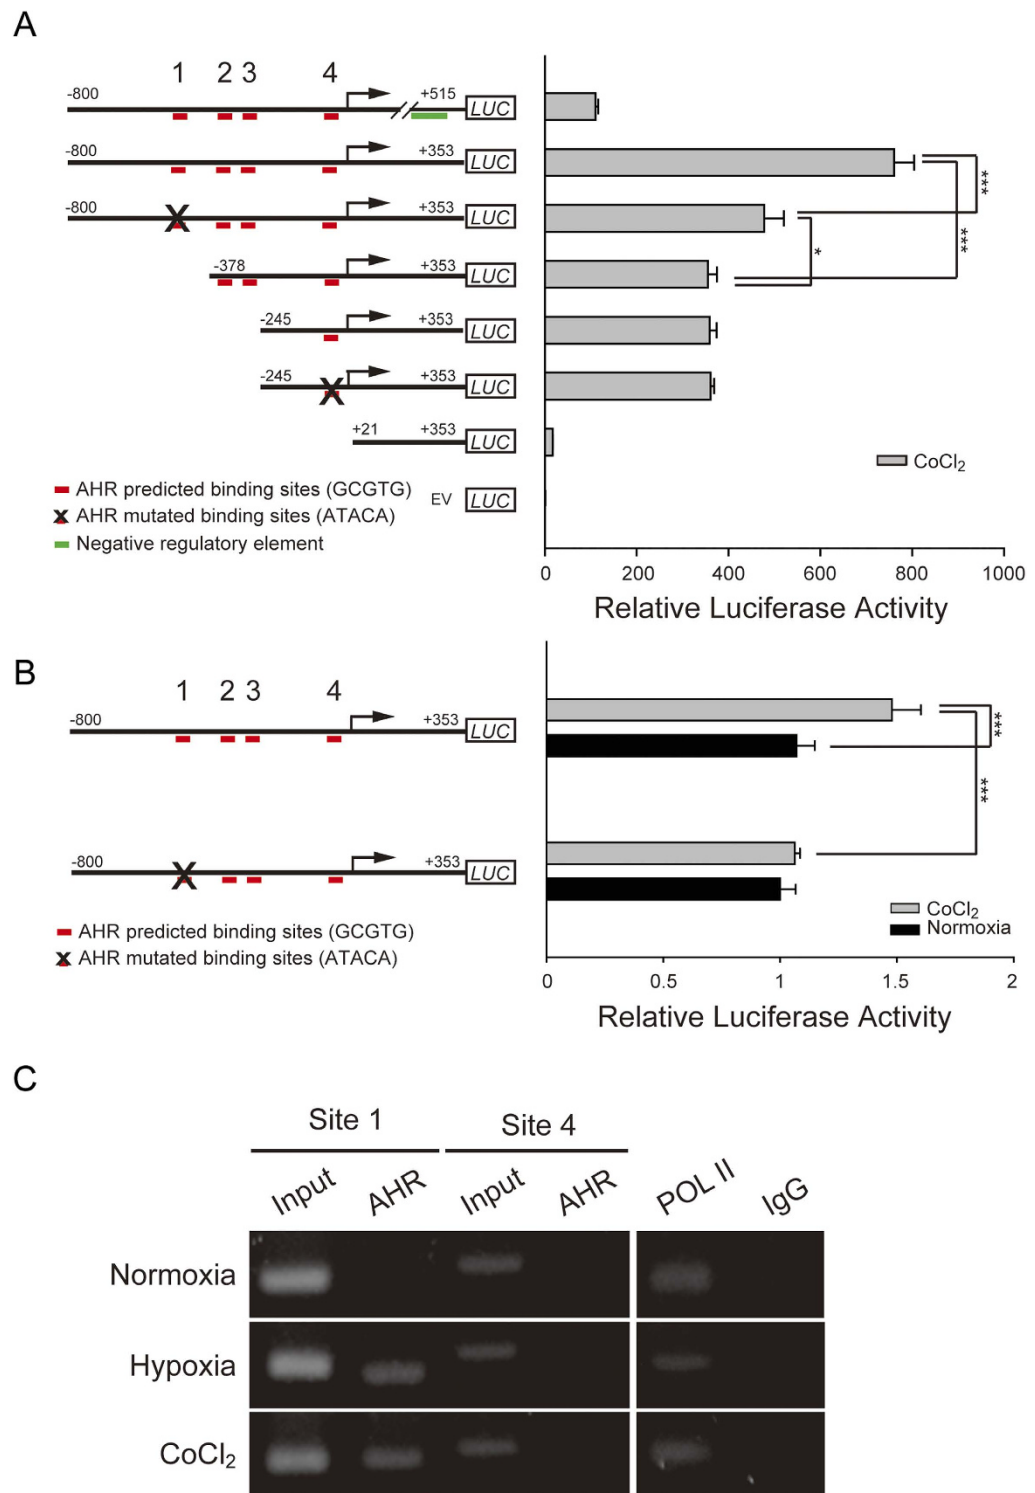 A
1 2 3 4
-800 +515 LUC
-800 +353 LUC
***
-800 +353 LUC
*
***
-378 +353 LUC
-245 +353 LUC
-245 +353 LUC
+21 +353 LUC
CoCl2
EV LUC
AHR predicted binding sites (GCGTG)
X AHR mutated binding sites (ATACA)
Negative regulatory element
0 200 400 600 800 1000
Relative Luciferase Activity
B
1 2 3 4
-800 +353 LUC
***
***
-800 +353 LUC
CoCl2
Normoxia
AHR predicted binding sites (GCGTG)
X AHR mutated binding sites (ATACA)
0 0.5 1 1.5 2
Relative Luciferase Activity
C
Site 1 Site 4
Input AHR Input AHR POL II IgG
Normoxia
Hypoxia
CoCl2